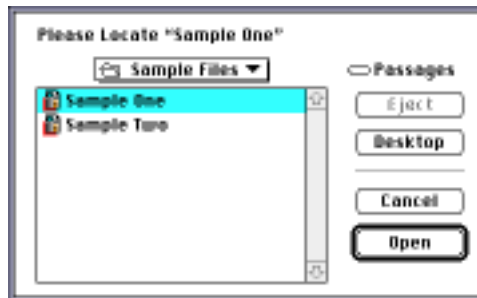 Please Locate “Sample One”
Sample Files
Passages
Sample One
Eject
Sample Two
Desktop
Cancel
Open